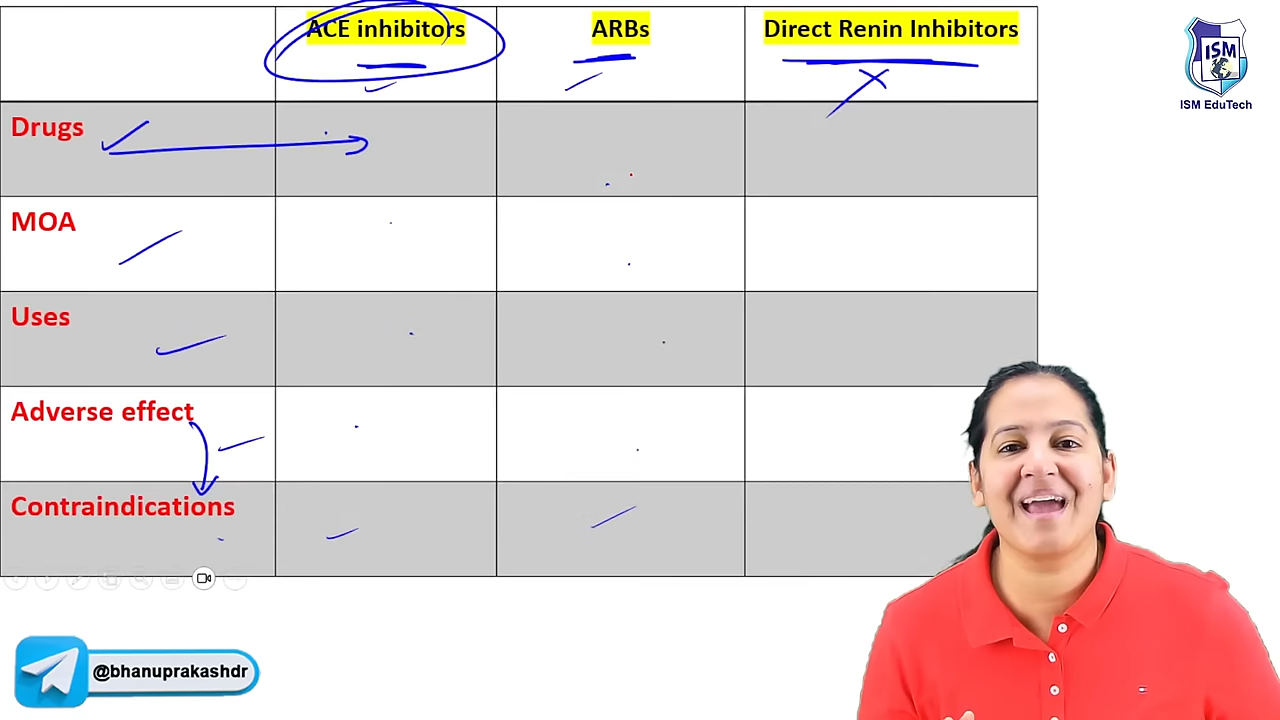 ACE inhibitors ARBs Direct Renin Inhibitors
ISM
ISM EduTech
Drugs
MOA
Uses
Adverse effect
Contraindications
@bhanuprakashdr